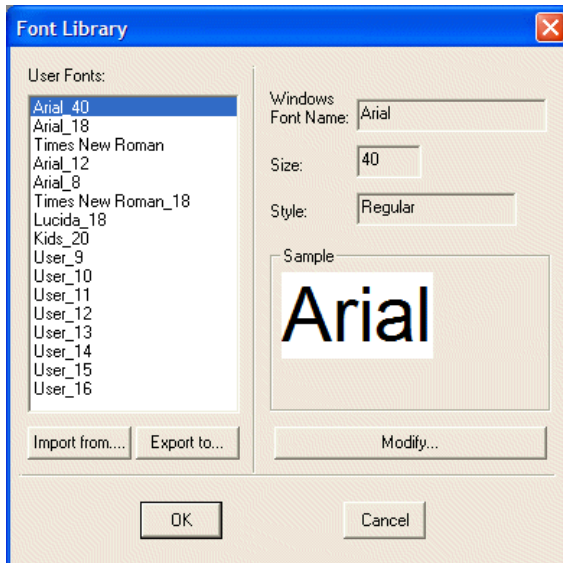 Font Library
User Fonts:
Arial_40
Arial_18
Times New Roman
Arial_12
Arial_8
Times New Roman_18
Lucida_18
Kids_20
User_9
User_10
User_11
User_12
User_13
User_14
User_15
User_16
Import from....
Export to...
Windows
Font Name:
Arial
Size:
40
Style:
Regular
Sample
Arial
Modify...
OK
Cancel